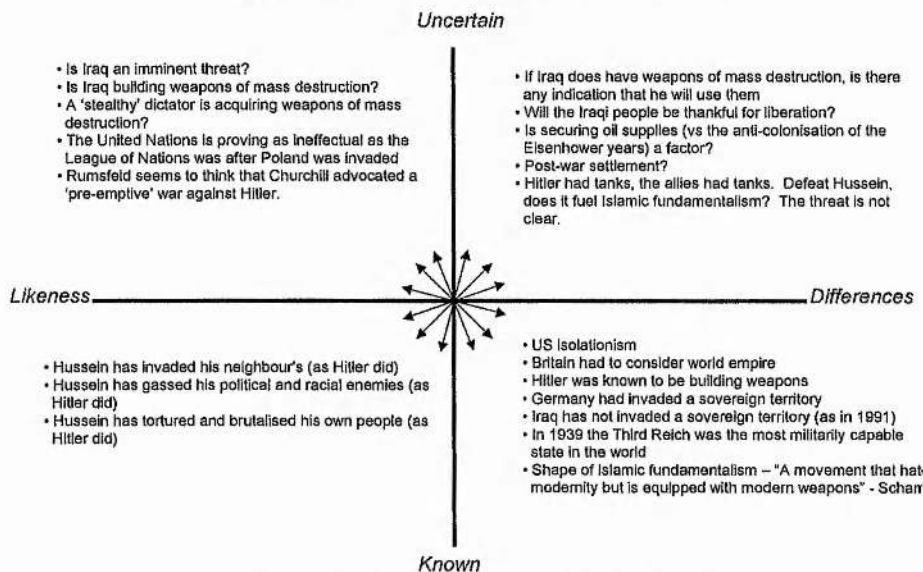 Uncertain
• Is Iraq an imminent threat?
• Is Iraq building weapons of mass destruction?
• A 'stealthy' dictator is acquiring weapons of mass
destruction?
• The United Nations is proving as ineffectual as the
League of Nations was after Poland was invaded
• Rumsfeld seems to think that Churchill advocated a
'pre-emptive' war against Hitler.
• If Iraq does have weapons of mass destruction, is there
any indication that he will use them
• Will the Iraqi people be thankful for liberation?
• Is securing oil supplies (vs the anti-colonisation of the
Eisenhower years) a factor?
• Post-war settlement?
• Hitler had tanks, the allies had tanks. Defeat Hussein,
does it fuel Islamic fundamentalism? The threat is not
clear.
Likeness
Differences
• Hussein has invaded his neighbour's (as Hitler did)
• Hussein has gassed his political and racial enemies (as
Hitler did)
• Hussein has tortured and brutalised his own people (as
Hitler did)
• US Isolationism
• Britain had to consider world empire
• Hitler was known to be building weapons
• Germany had invaded a sovereign territory
• Iraq has not invaded a sovereign territory (as in 1991)
• In 1939 the Third Reich was the most militarily capable
state in the world
• Shape of Islamic fundamentalism – "A movement that hat
modernity but is equipped with modern weapons" - Scham
Known